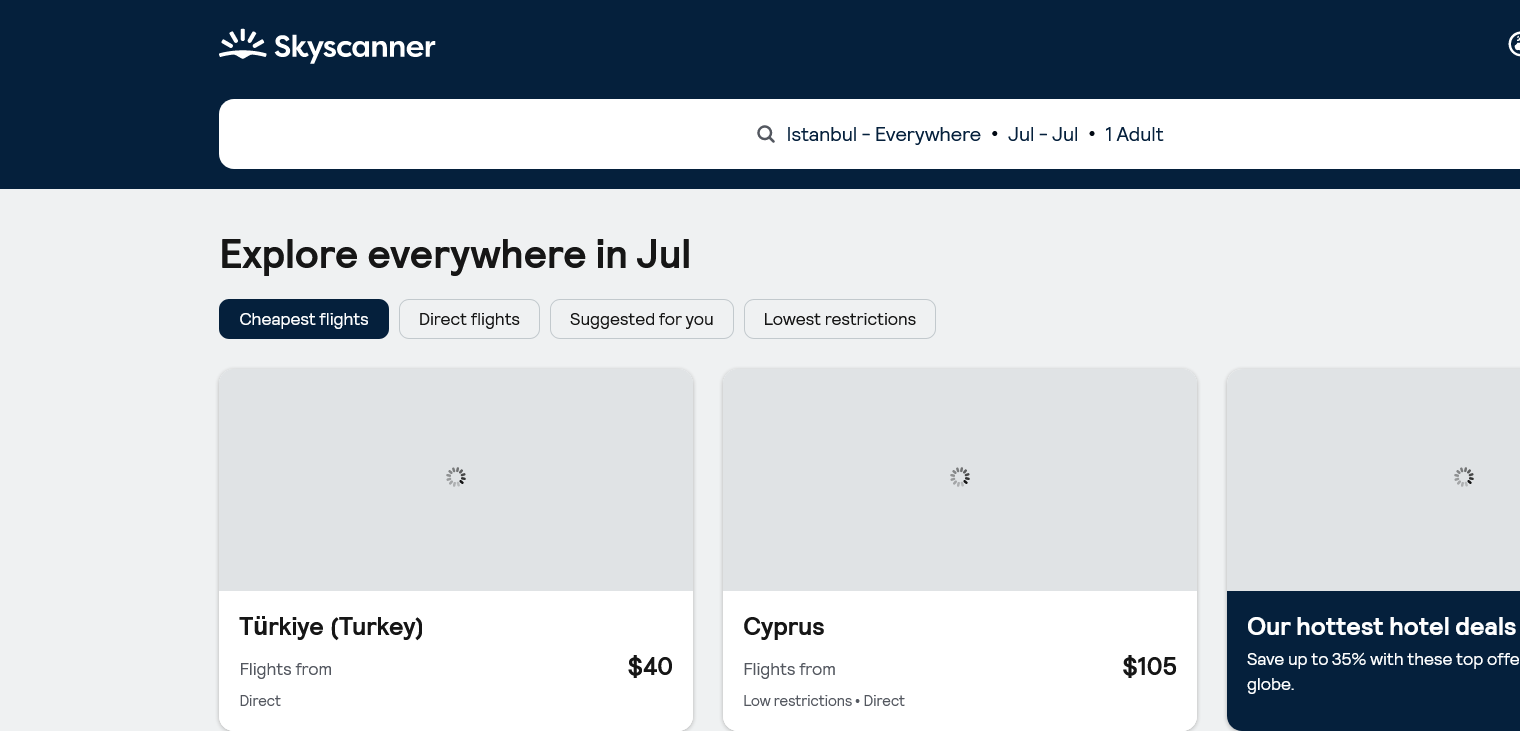 Skyscanner
Istanbul - Everywhere • Jul - Jul • 1 Adult
Explore everywhere in Jul
Cheapest flights
Direct flights
Suggested for you
Lowest restrictions
Türkiye (Turkey)
Flights from
$40
Direct
Cyprus
Flights from
$105
Low restrictions • Direct
Our hottest hotel deals
Save up to 35% with these top
globe.